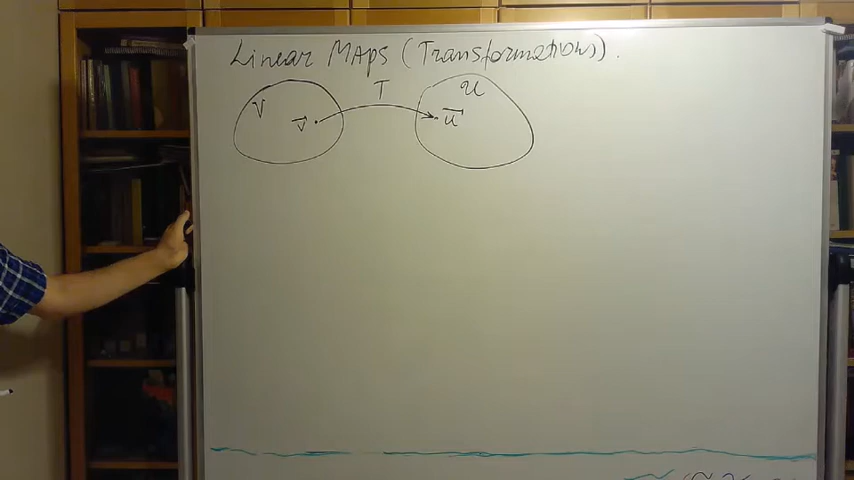 Linear Maps (Transformations).
T
V
U
v⃗
u⃗